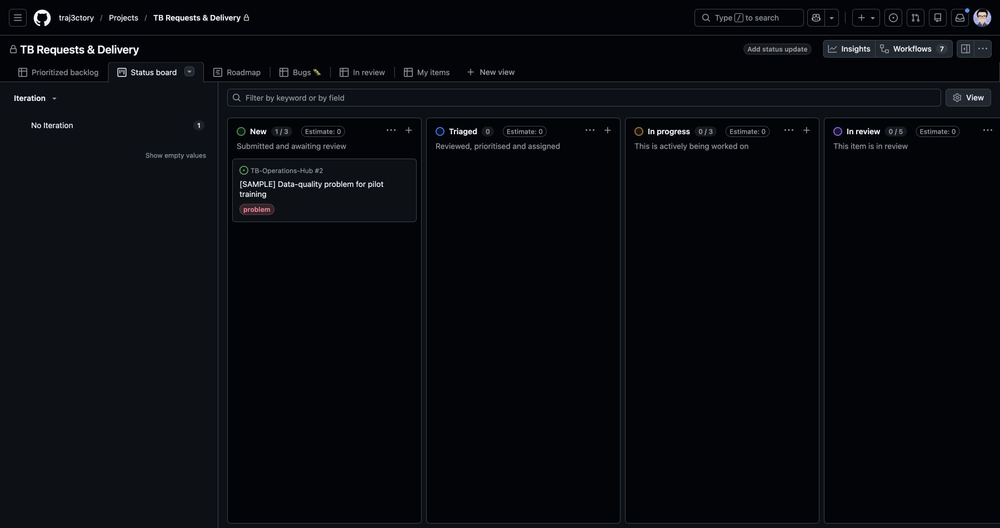 traj3ctory / Projects / TB Requests & Delivery
Type / to search
TB Requests & Delivery
Add status update
Insights
Workflows 7
Prioritized backlog
Status board
Roadmap
Bugs
In review
My items
New view
Iteration
No Iteration 1
Show empty values
Filter by keyword or by field
View
New 1 / 3 Estimate: 0
Submitted and awaiting review
TB-Operations-Hub #2
[SAMPLE] Data-quality problem for pilot
training
problem
Triaged 0 Estimate: 0
Reviewed, prioritised and assigned
In progress 0 / 3 Estimate: 0
This is actively being worked on
In review 0 / 5 Estimate: 0
This item is in review